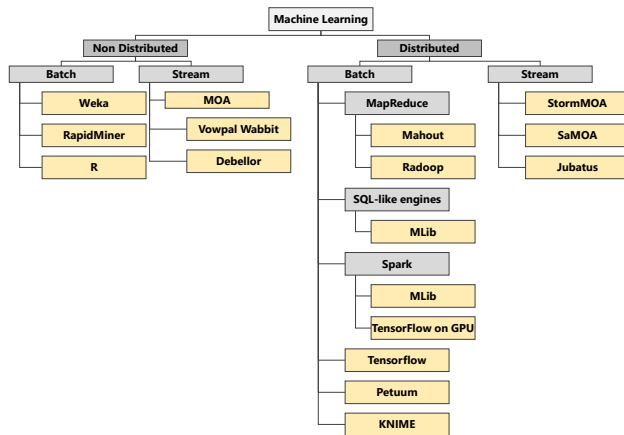 Machine Learning
Non Distributed
Distributed
Batch
Stream
Batch
Stream
Weka
MOA
MapReduce
StormMOA
RapidMiner
Vowpal Wabbit
Mahout
SaMOA
R
Debellor
Radoop
Jubatus
SQL-like engines
MLib
Spark
MLib
TensorFlow on GPU
Tensorflow
Petuum
KNIME